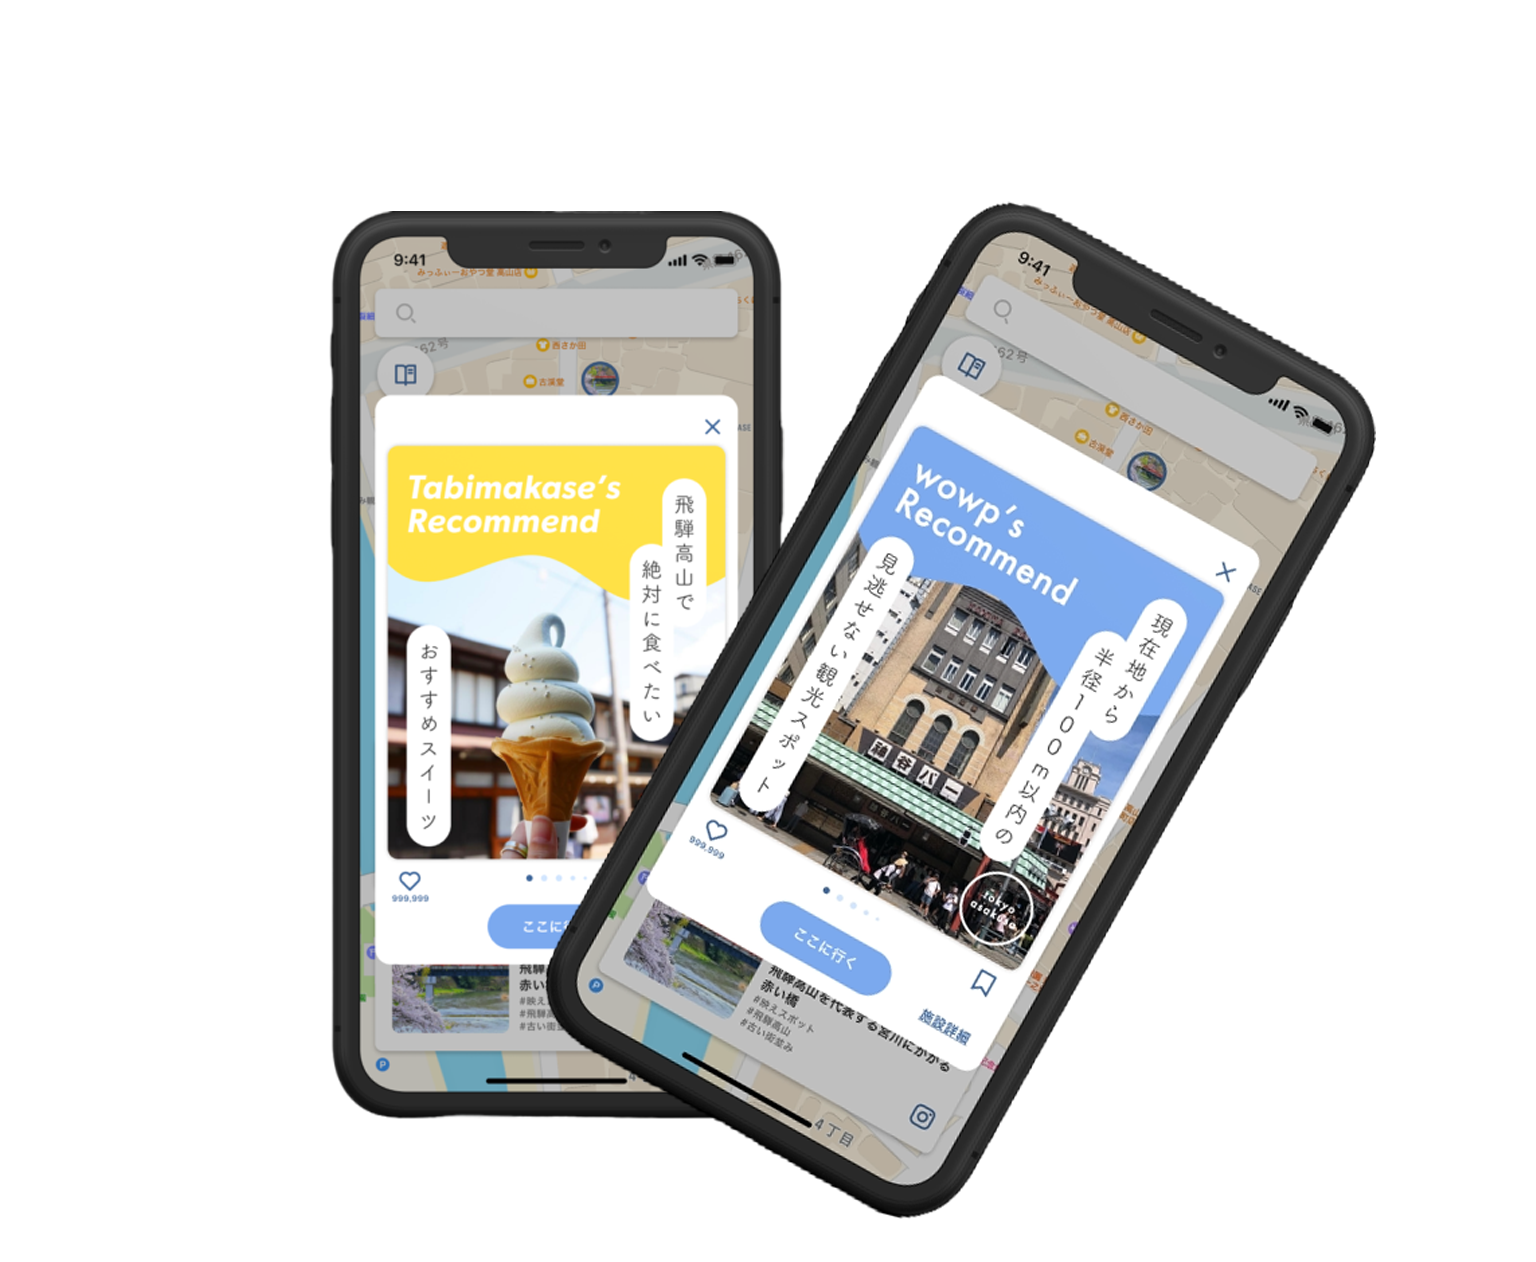 9:41
みっふぃーおやつ堂 高山店
62号
西さか田
古溪堂
Tabimakase's
Recommend
飛騨高山で
絶対に食べたい
おすすめスイーツ
999,999
ここに行
飛騨
赤い
#映え
#飛騨高
#古い街並
P
9:41
みっふぃーおやつ堂 高山店
62号
西さか田
古溪堂
wowp's
Recommend
現在地から
半径100m以内の
見逃せない観光スポット
神谷バー
tokyo
asakusa
999,999
ここに行く
施設詳細
飛騨高山を代表する宮川にかかる
赤い橋
#映えスポット
#飛騨高山
#古い街並み
P
4丁目